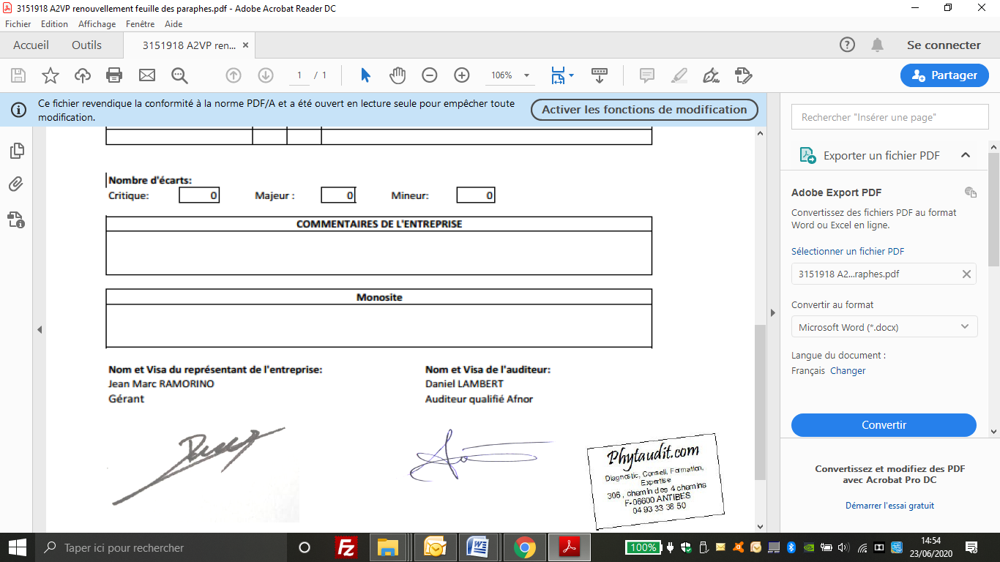 3151918 A2VP renouvellement feuille des paraphes.pdf - Adobe Acrobat Reader DC
Fichier Edition Affichage Fenêtre Aide
Accueil Outils 3151918 A2VP ren... × Se connecter
1 / 1 106% Partager
Ce fichier revendique la conformité à la norme PDF/A et a été ouvert en lecture seule pour empêcher toute
modification.
Activer les fonctions de modification
Nombre d'écarts:
Critique: 0 Majeur : 0 Mineur: 0
COMMENTAIRES DE L'ENTREPRISE
Monosite
Nom et Visa du représentant de l'entreprise:
Jean Marc RAMORINO
Gérant
Nom et Visa de l'auditeur:
Daniel LAMBERT
Auditeur qualifié Afnor
Phytaudit.com
Diagnostic, Conseil, Formation,
Expertise
306 , chemin des 4 chemins
F-06600 ANTIBES
04 93 33 38 50
Rechercher "Insérer une page"
Exporter un fichier PDF
Adobe Export PDF
Convertissez des fichiers PDF au format
Word ou Excel en ligne.
Sélectionner un fichier PDF
3151918 A2...raphes.pdf
Convertir au format
Microsoft Word (*.docx)
Langue du document :
Français Changer
Convertir
Convertissez et modifiez des PDF
avec Acrobat Pro DC
Démarrer l'essai gratuit
Taper ici pour rechercher
100%
14:54
23/06/2020